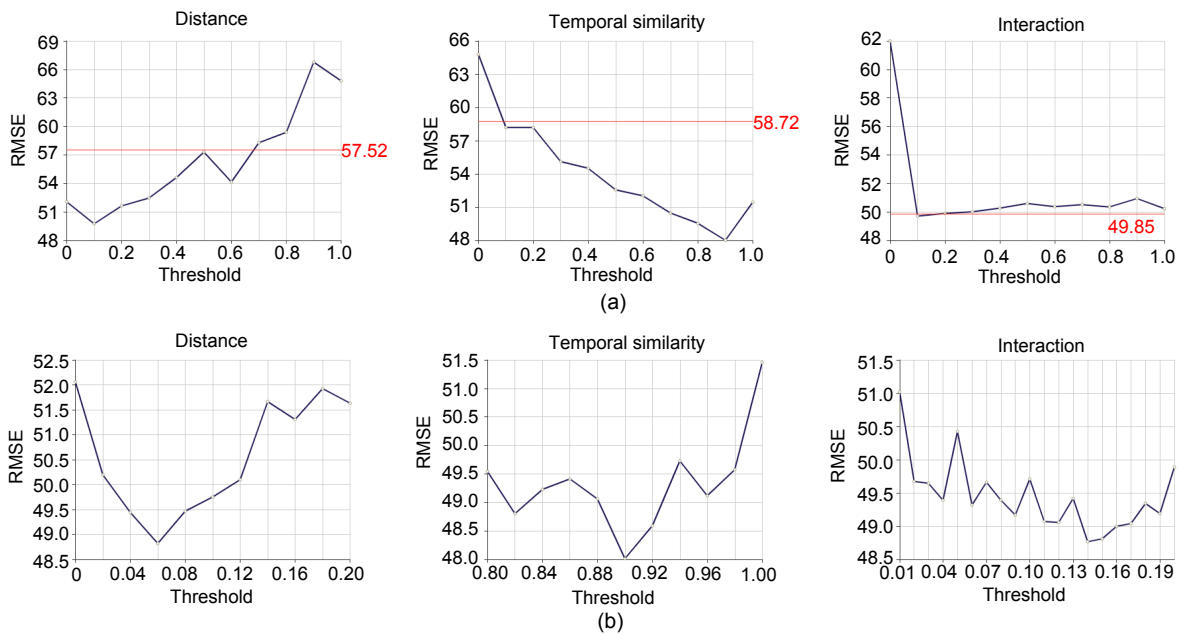 Distance
69
66
63
60
57
54
51
48
RMSE
57.52
0 0.2 0.4 0.6 0.8 1.0
Threshold
Temporal similarity
66
63
60
57
54
51
48
RMSE
58.72
0 0.2 0.4 0.6 0.8 1.0
Threshold
Interaction
62
60
58
56
54
52
50
48
RMSE
49.85
0 0.2 0.4 0.6 0.8 1.0
Threshold
(a)
Distance
52.5
52.0
51.5
51.0
50.5
50.0
49.5
49.0
48.5
RMSE
0 0.04 0.08 0.12 0.16 0.20
Threshold
Temporal similarity
51.5
51.0
50.5
50.0
49.5
49.0
48.5
48.0
RMSE
0.80 0.84 0.88 0.92 0.96 1.00
Threshold
Interaction
51.5
51.0
50.5
50.0
49.5
49.0
48.5
RMSE
0.01 0.04 0.07 0.10 0.13 0.16 0.19
Threshold
(b)